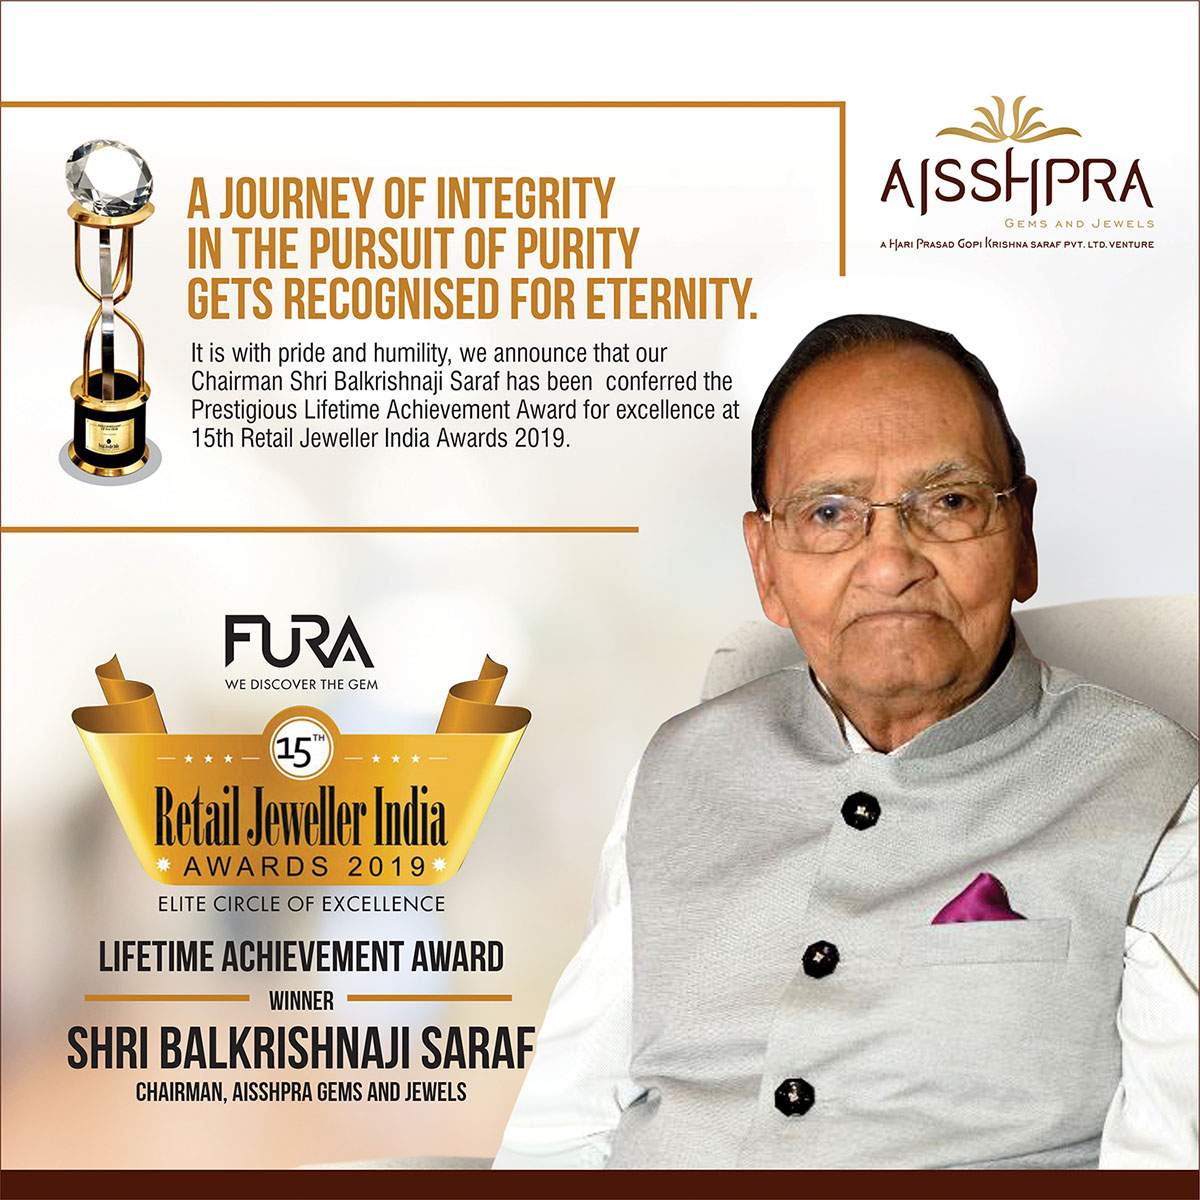 AISSHPRA
GEMS AND JEWELS
A HARI PRASAD GOPI KRISHNA SARAF PVT. LTD. VENTURE
A JOURNEY OF INTEGRITY
IN THE PURSUIT OF PURITY
GETS RECOGNISED FOR ETERNITY.
It is with pride and humility, we announce that our
Chairman Shri Balkrishnaji Saraf has been conferred the
Prestigious Lifetime Achievement Award for excellence at
15th Retail Jeweller India Awards 2019.
FURA
WE DISCOVER THE GEM
15TH
Retail Jeweller India
AWARDS 2019
ELITE CIRCLE OF EXCELLENCE
LIFETIME ACHIEVEMENT AWARD
WINNER
SHRI BALKRISHNAJI SARAF
CHAIRMAN, AISSHPRA GEMS AND JEWELS